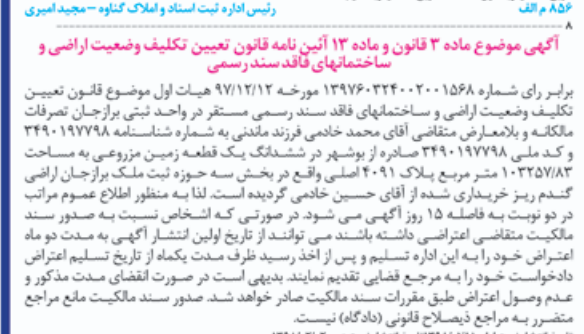 ۸۵۶ م الف
رئیس اداره ثبت اسناد و املاک گناوه – مجید امیری
۸
آگهی موضوع ماده ۳ قانون و ماده ۱۳ آئین نامه قانون تعیین تکلیف وضعیت اراضی و
ساختمانهای فاقد سند رسمی
برابر رای شماره ۱۳۹۷۶۰۳۲۴۰۰۲۰۰۱۵۶۸ مورخه ۹۷/۱۲/۱۲ هیات اول موضوع قانون تعیین
تکلیف وضعیت اراضی و ساختمانهای فاقد سند رسمی مستقر در واحد ثبتی برازجان تصرفات
مالکانه و بلامعارض متقاضی آقای محمد خادمی فرزند ماندنی به شماره شناسنامه ۳۴۹۰۱۹۷۷۹۸
و کد ملی ۳۴۹۰۱۹۷۷۹۸ صادره از بوشهر در ششدانگ یک قطعه زمین مزروعی به مساحت
۱۰۳۲۵۷/۸۳ متر مربع پلاک ۴۰۹۱ اصلی واقع در بخش سه حوزه ثبت ملک برازجان اراضی
گندم ریز خریداری شده از آقای حسین خادمی گردیده است. لذا به منظور اطلاع عموم مراتب
در دو نوبت به فاصله ۱۵ روز آگهی می شود. در صورتی که اشخاص نسبت به صدور سند
مالکیت متقاضی اعتراضی داشته باشند می توانند از تاریخ اولین انتشار آگهی به مدت دو ماه
اعتراض خود را به این اداره تسلیم و پس از اخذ رسید ظرف مدت یکماه از تاریخ تسلیم اعتراض
دادخواست خود را به مرجع قضایی تقدیم نمایند. بدیهی است در صورت انقضای مدت مذکور و
عدم وصول اعتراض طبق مقررات سند مالکیت صادر خواهد شد. صدور سند مالکیت مانع مراجع
متضرر به مراجع ذیصلاح قانونی (دادگاه) نیست.